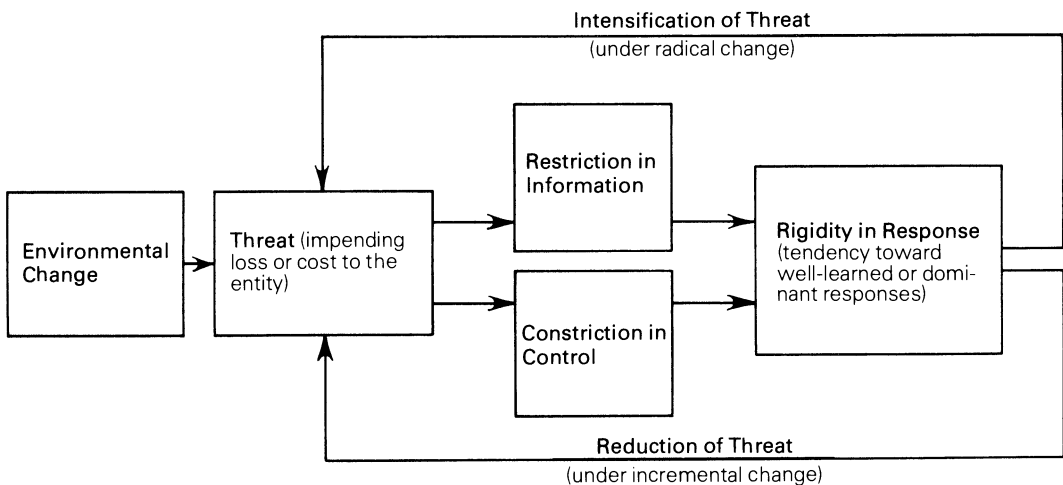 Intensification of Threat
(under radical change)
Restriction in
Information
Environmental
Change
Threat (impending
loss or cost to the
entity)
Rigidity in Response
(tendency toward
well-learned or domi-
nant responses)
Constriction in
Control
Reduction of Threat
(under incremental change)